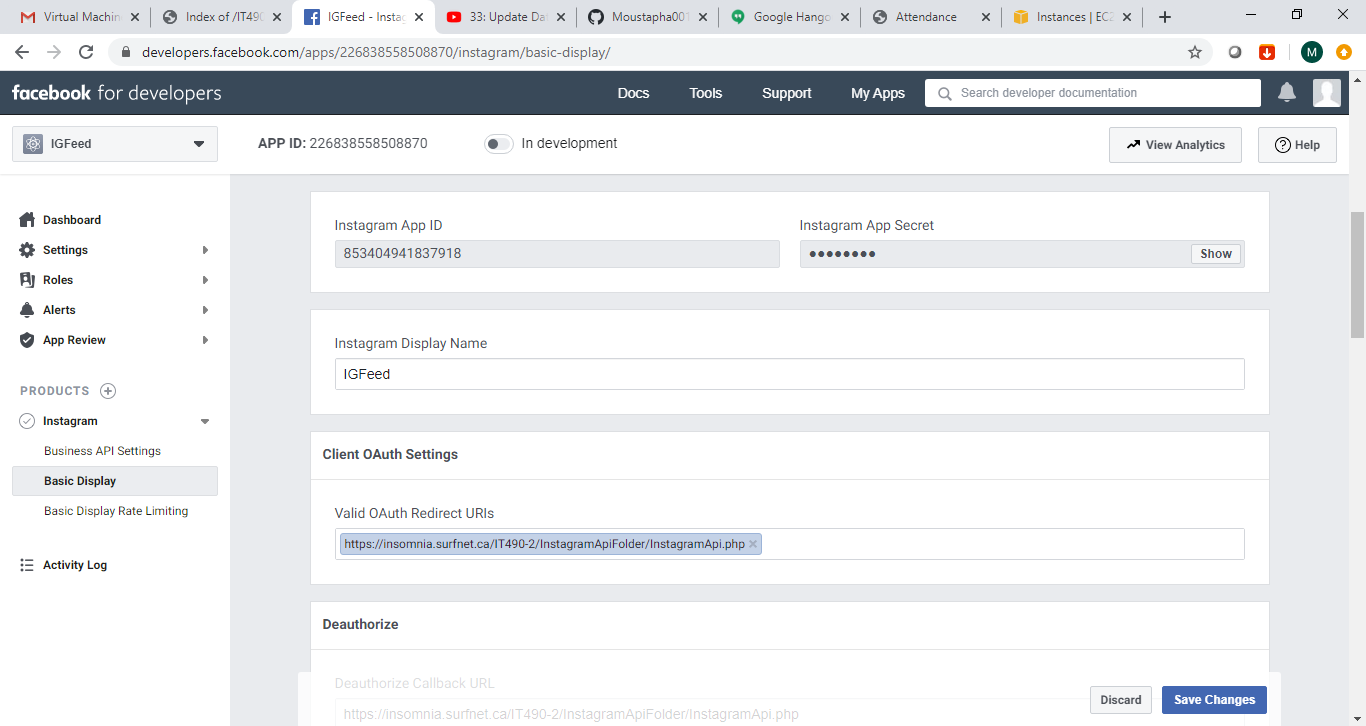 Virtual Machin
Index of /IT490
IGFeed - Instag
33: Update Dat
Moustapha001
Google Hango
Attendance
Instances | EC2
developers.facebook.com/apps/226838558508870/instagram/basic-display/
M
facebook for developers
Docs
Tools
Support
My Apps
Search developer documentation
IGFeed
APP ID: 226838558508870
In development
View Analytics
Help
Dashboard
Settings
Roles
Alerts
App Review
PRODUCTS
Instagram
Business API Settings
Basic Display
Basic Display Rate Limiting
Activity Log
Instagram App ID
853404941837918
Instagram App Secret
●●●●●●●●
Show
Instagram Display Name
IGFeed
Client OAuth Settings
Valid OAuth Redirect URIs
https://insomnia.surfnet.ca/IT490-2/InstagramApiFolder/InstagramApi.php
Deauthorize
Deauthorize Callback URL
https://insomnia.surfnet.ca/IT490-2/InstagramApiFolder/InstagramApi.php
Discard
Save Changes